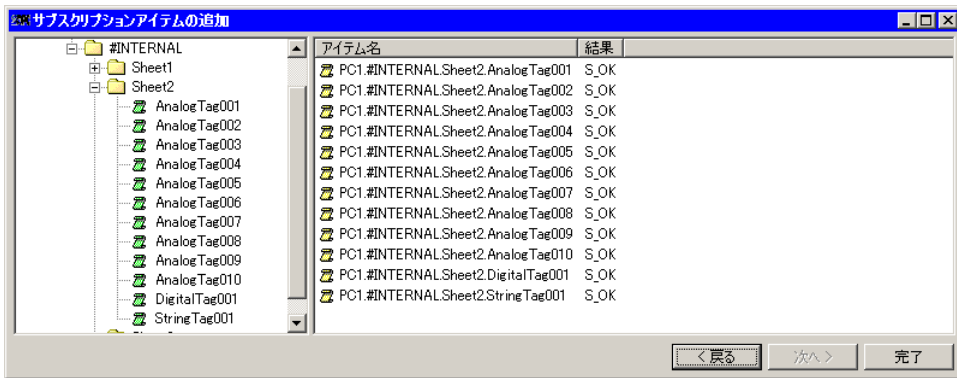 サブスクリプションアイテムの追加
#INTERNAL
Sheet1
Sheet2
AnalogTag001
AnalogTag002
AnalogTag003
AnalogTag004
AnalogTag005
AnalogTag006
AnalogTag007
AnalogTag008
AnalogTag009
AnalogTag010
DigitalTag001
StringTag001
アイテム名 結果
PC1.#INTERNAL.Sheet2.AnalogTag001 S_OK
PC1.#INTERNAL.Sheet2.AnalogTag002 S_OK
PC1.#INTERNAL.Sheet2.AnalogTag003 S_OK
PC1.#INTERNAL.Sheet2.AnalogTag004 S_OK
PC1.#INTERNAL.Sheet2.AnalogTag005 S_OK
PC1.#INTERNAL.Sheet2.AnalogTag006 S_OK
PC1.#INTERNAL.Sheet2.AnalogTag007 S_OK
PC1.#INTERNAL.Sheet2.AnalogTag008 S_OK
PC1.#INTERNAL.Sheet2.AnalogTag009 S_OK
PC1.#INTERNAL.Sheet2.AnalogTag010 S_OK
PC1.#INTERNAL.Sheet2.DigitalTag001 S_OK
PC1.#INTERNAL.Sheet2.StringTag001 S_OK
< 戻る 次へ > 完了